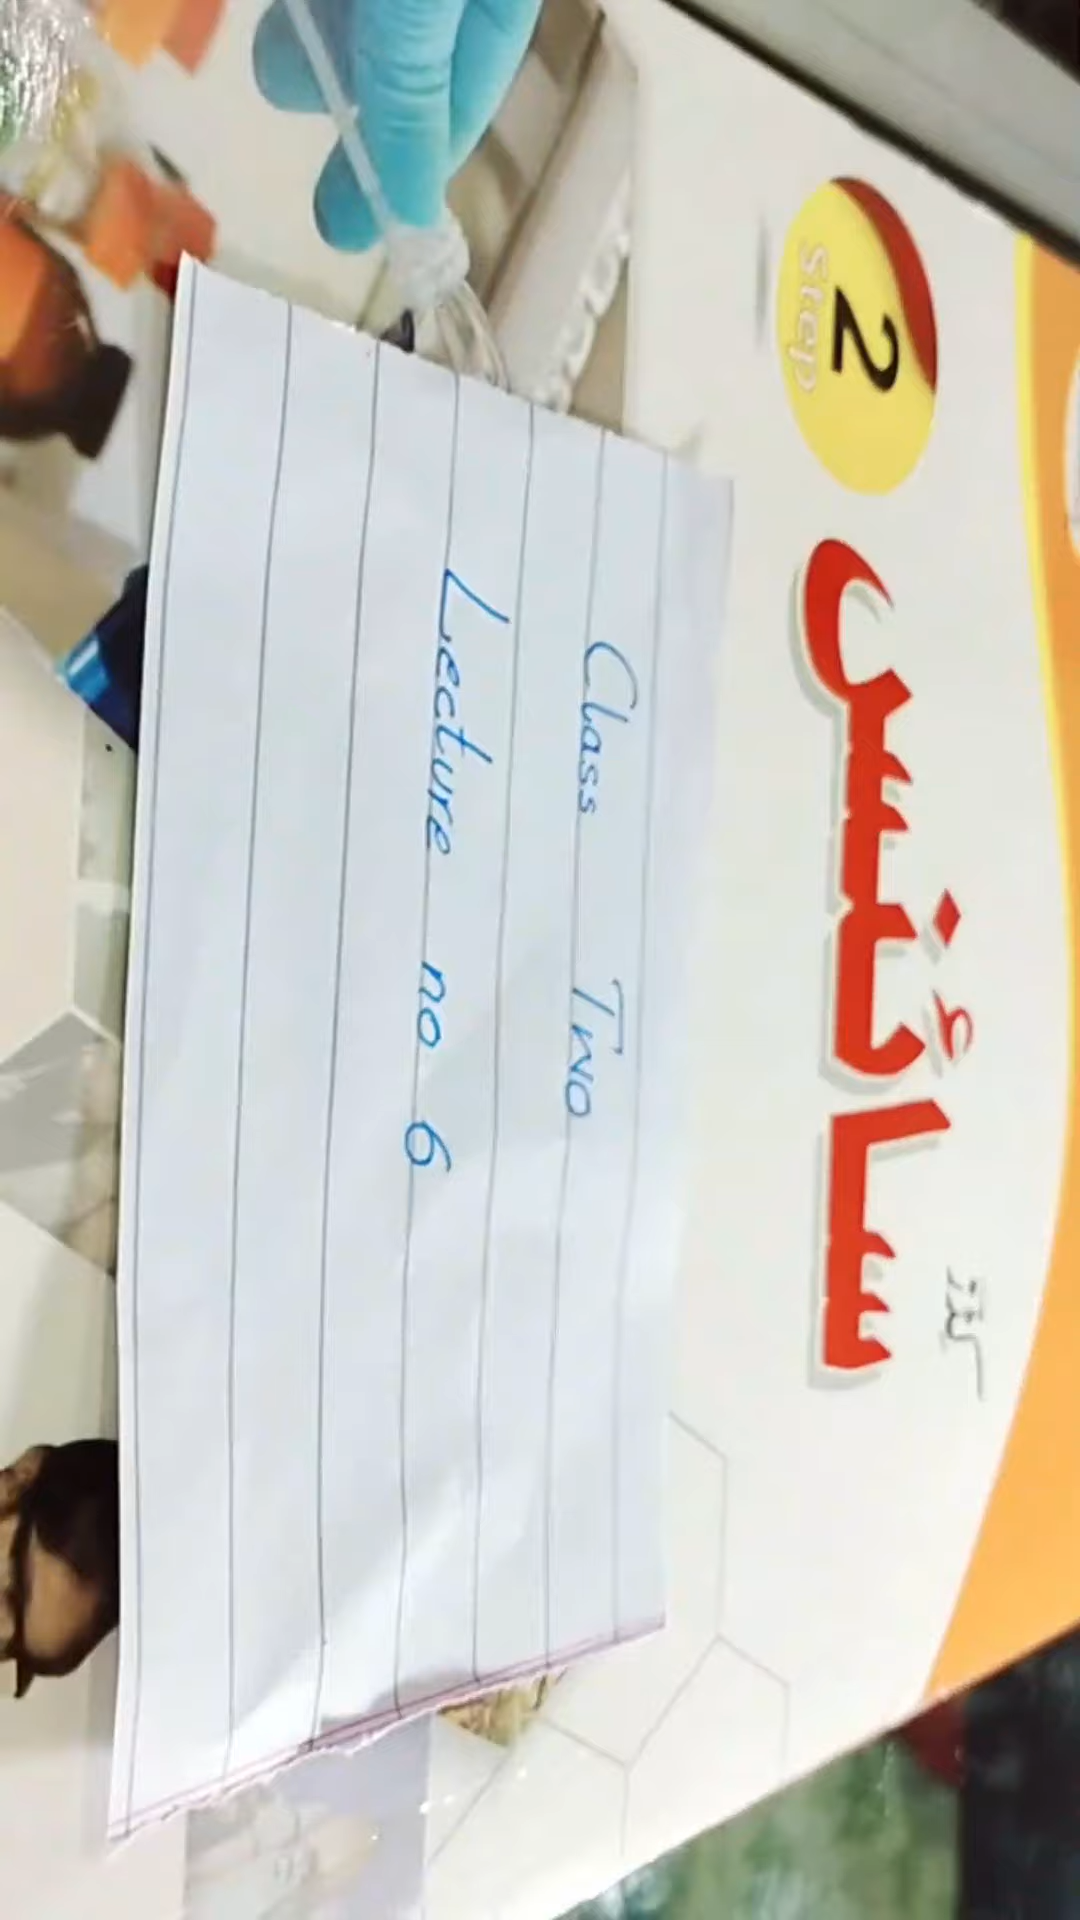 2
Step
سائنس
Class Two
Lecture no 6